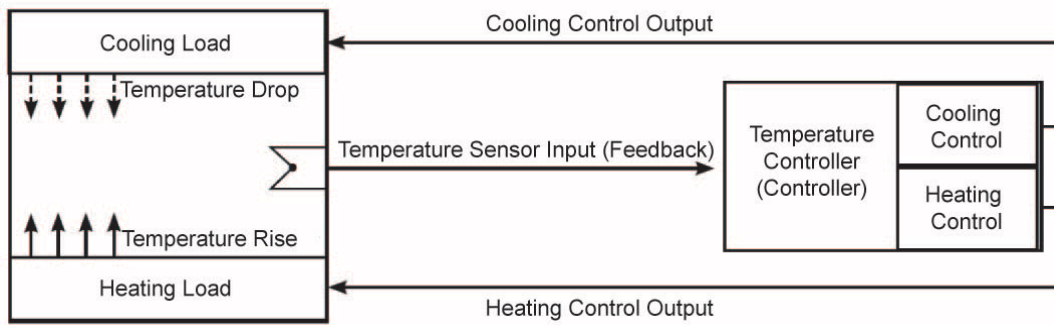 Cooling Load
Cooling Control Output
Temperature Drop
Temperature Sensor Input (Feedback)
Temperature
Controller
(Controller)
Cooling
Control
Heating
Control
Temperature Rise
Heating Load
Heating Control Output